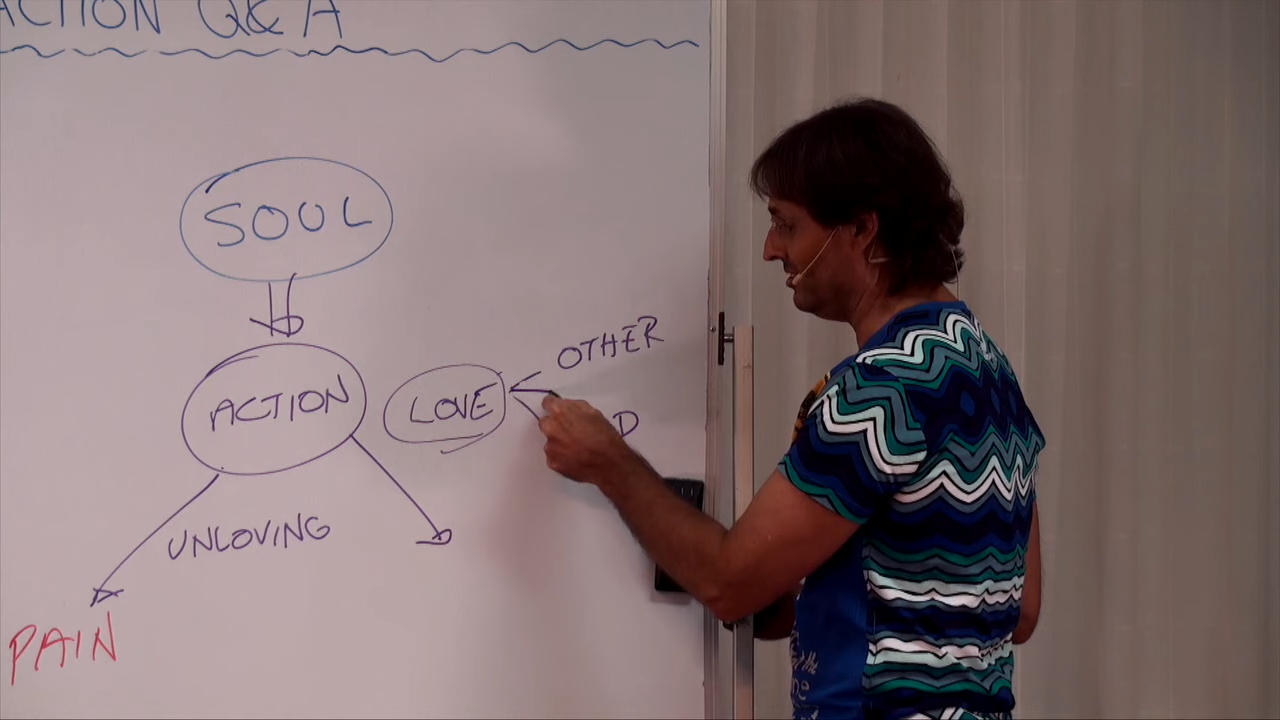 ACTION Q&A
SOUL
OTHER
ACTION
LOVE
D
UNLOVING
PAIN